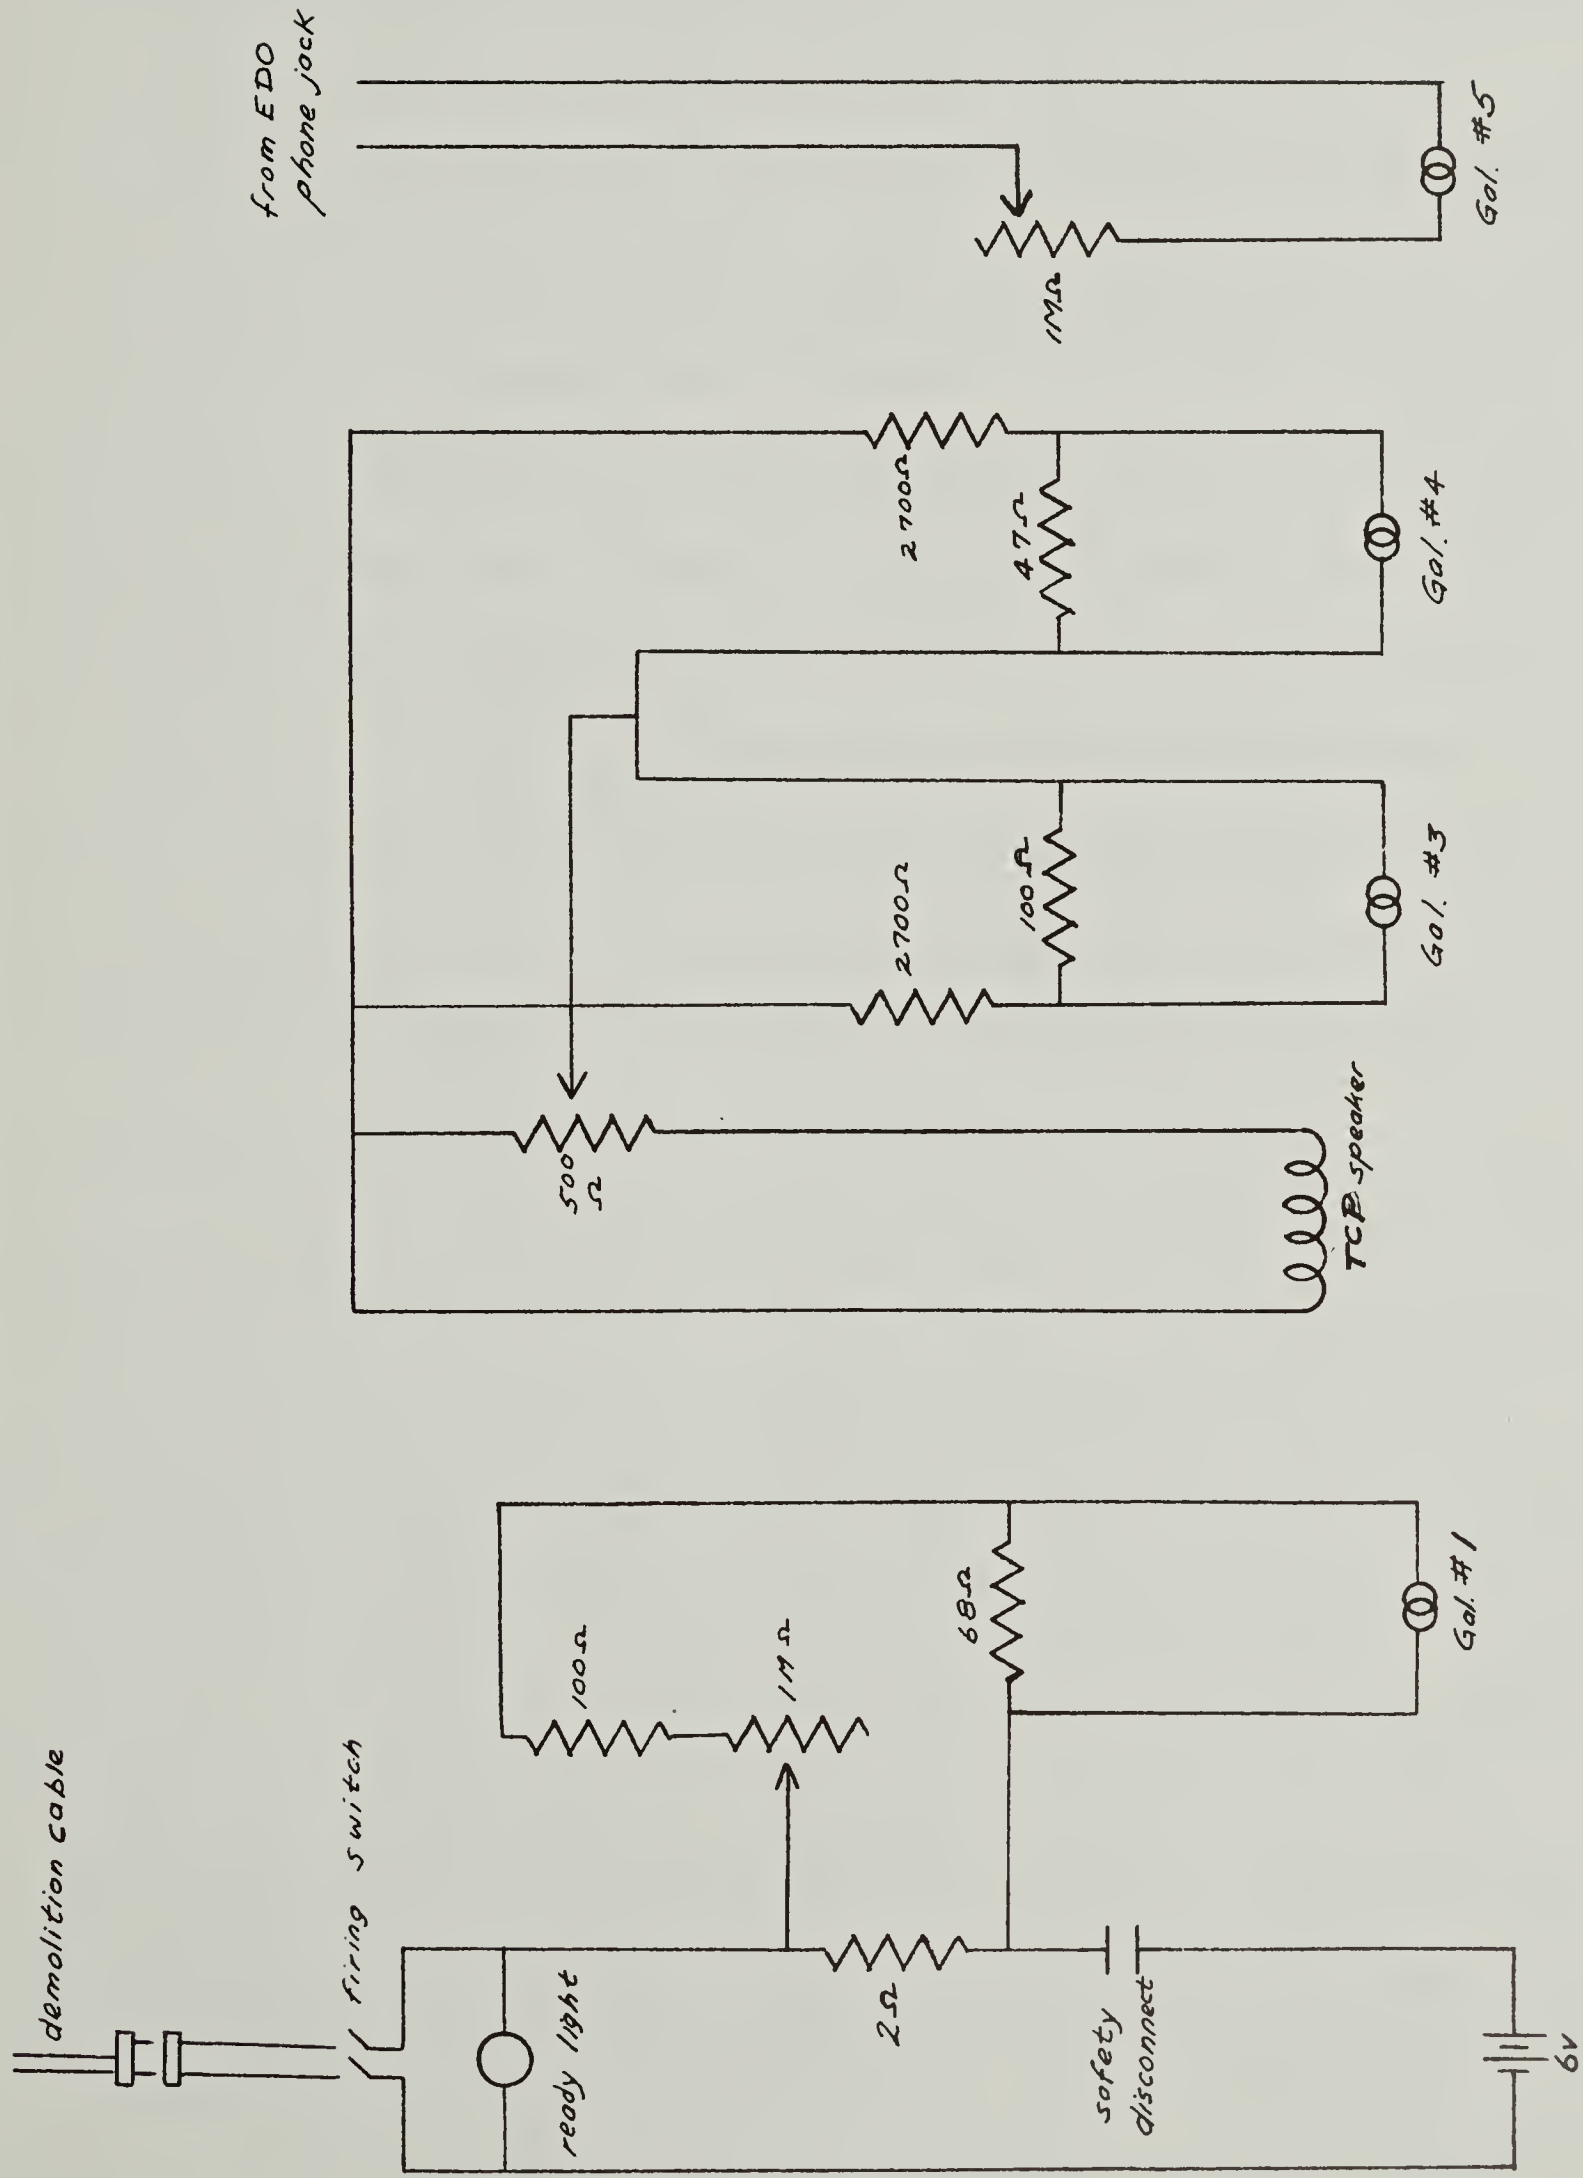 demolition cable
firing switch
ready light
100Ω
1MΩ
2Ω
68Ω
safety
disconnect
6v
Gal. #1
500
Ω
2700Ω
100Ω
TCR speaker
Gal. #3
2700Ω
47Ω
Gal. #4
from EDO
phone jack
1MΩ
Gal. #5